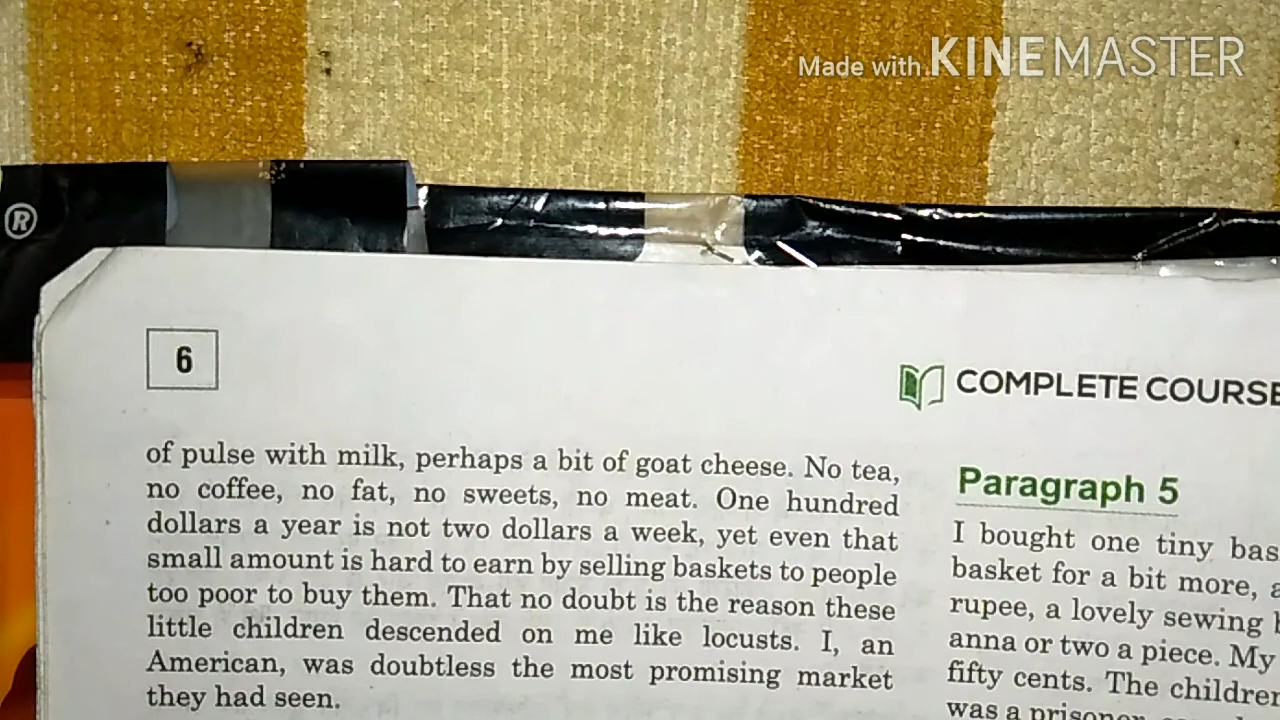 Made with KINEMASTER
®
6
COMPLETE COURSE
of pulse with milk, perhaps a bit of goat cheese. No tea,
no coffee, no fat, no sweets, no meat. One hundred
dollars a year is not two dollars a week, yet even that
small amount is hard to earn by selling baskets to people
too poor to buy them. That no doubt is the reason these
little children descended on me like locusts. I, an
American, was doubtless the most promising market
they had seen.
Paragraph 5
I bought one tiny
basket for a bit more,
rupee, a lovely sewing
anna or two a piece. My
fifty cents. The children
was a prisoner